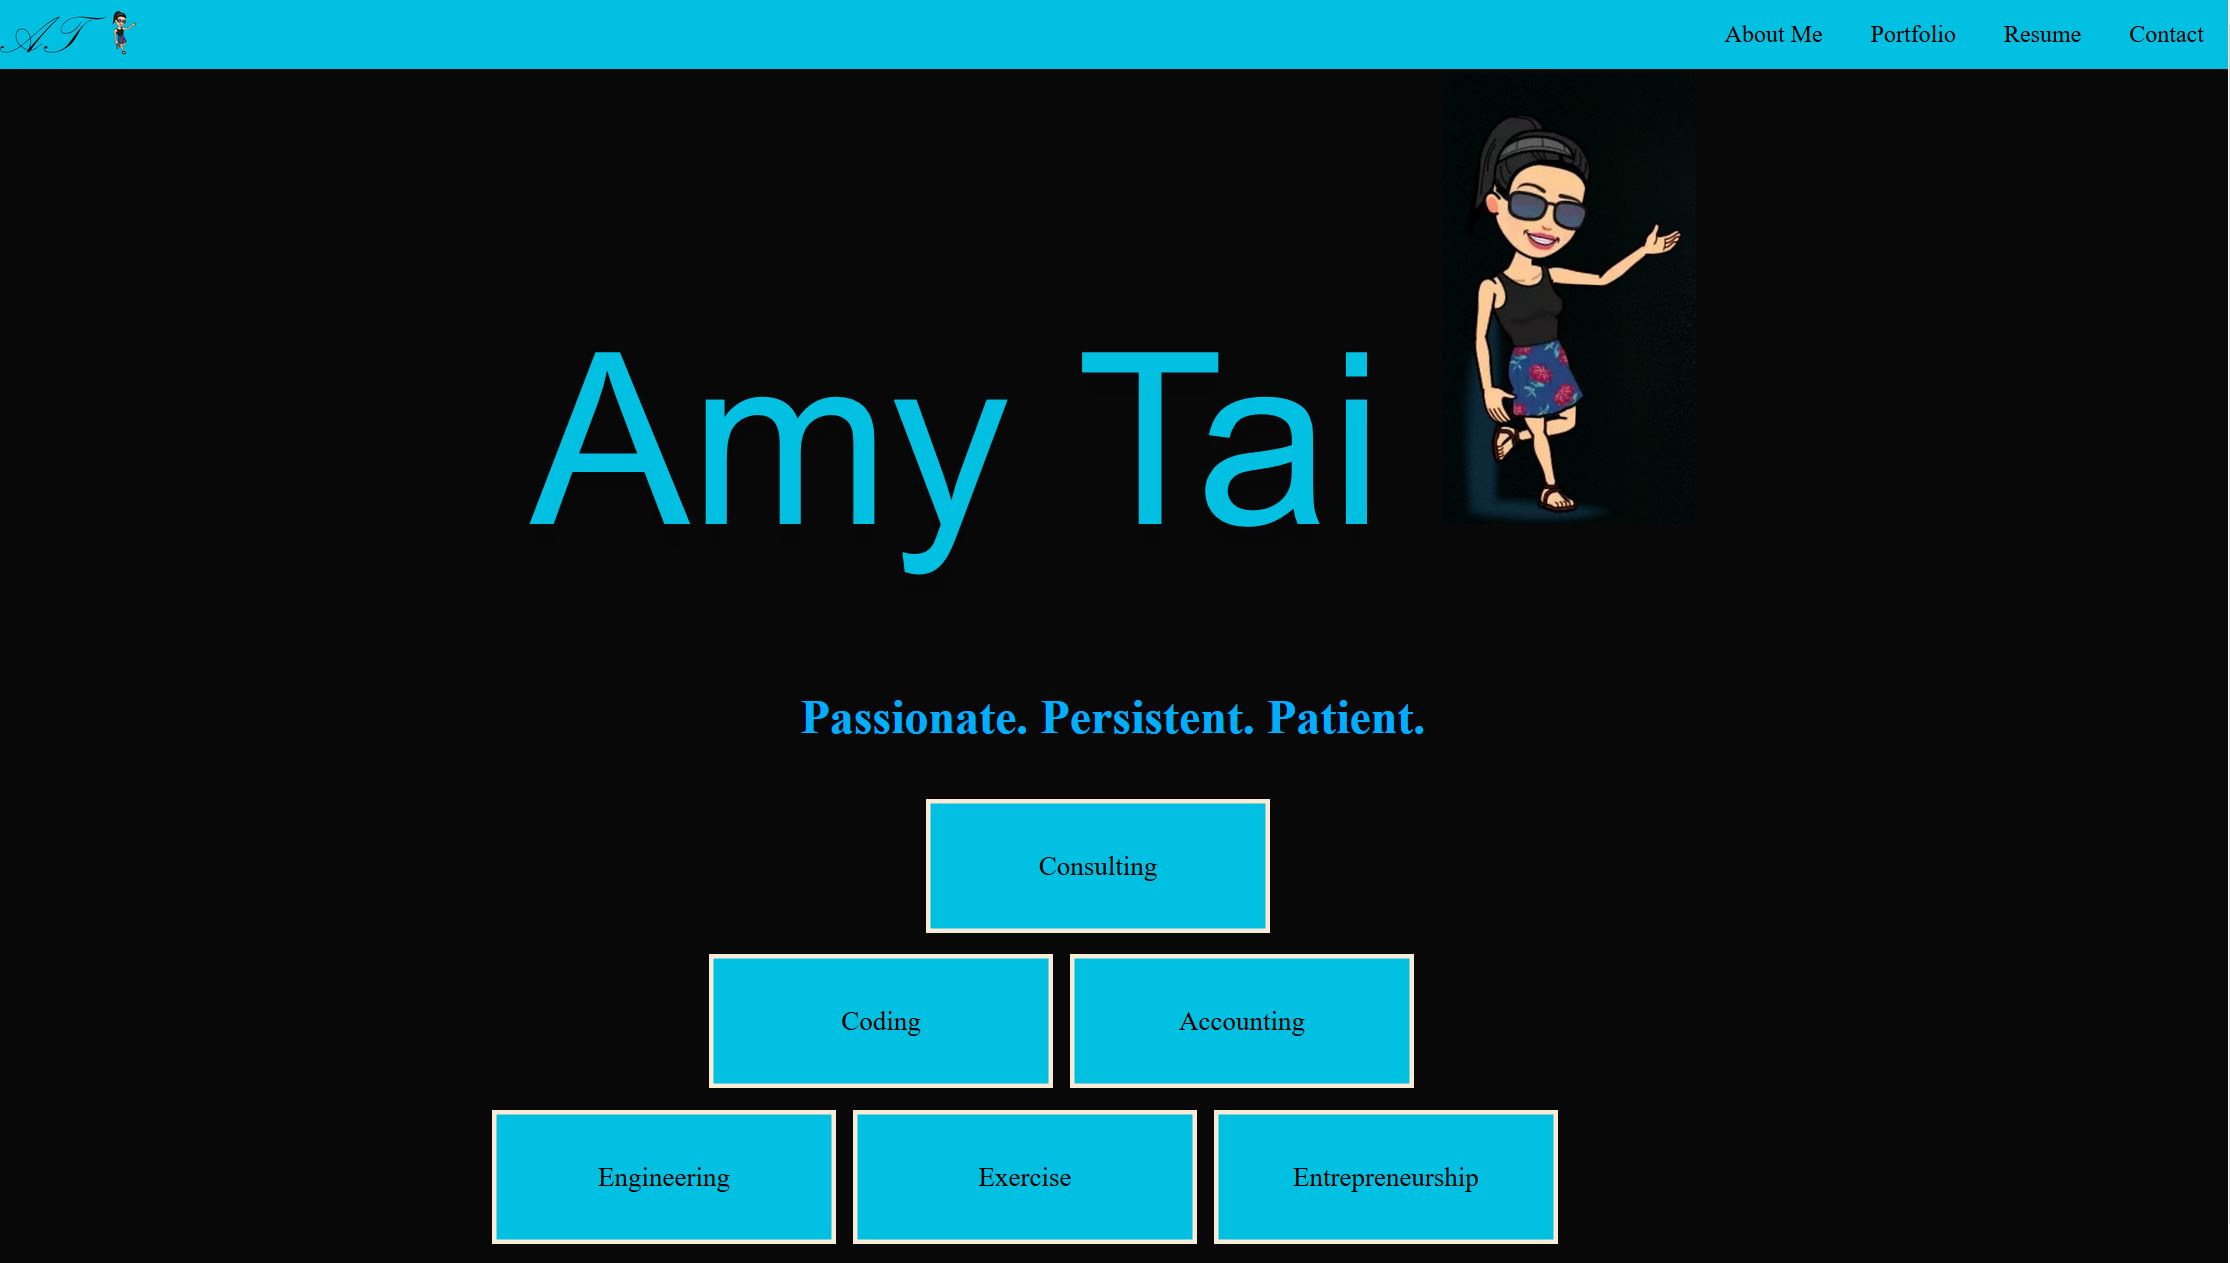 AT
About Me Portfolio Resume Contact
Amy Tai
Passionate. Persistent. Patient.
Consulting
Coding Accounting
Engineering Exercise Entrepreneurship